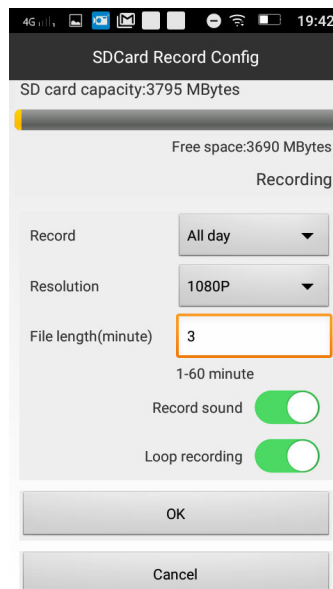 4G 19:42
SDCard Record Config
SD card capacity:3795 MBytes
Free space:3690 MBytes
Recording
Record All day
Resolution 1080P
File length(minute) 3
1-60 minute
Record sound
Loop recording
OK
Cancel